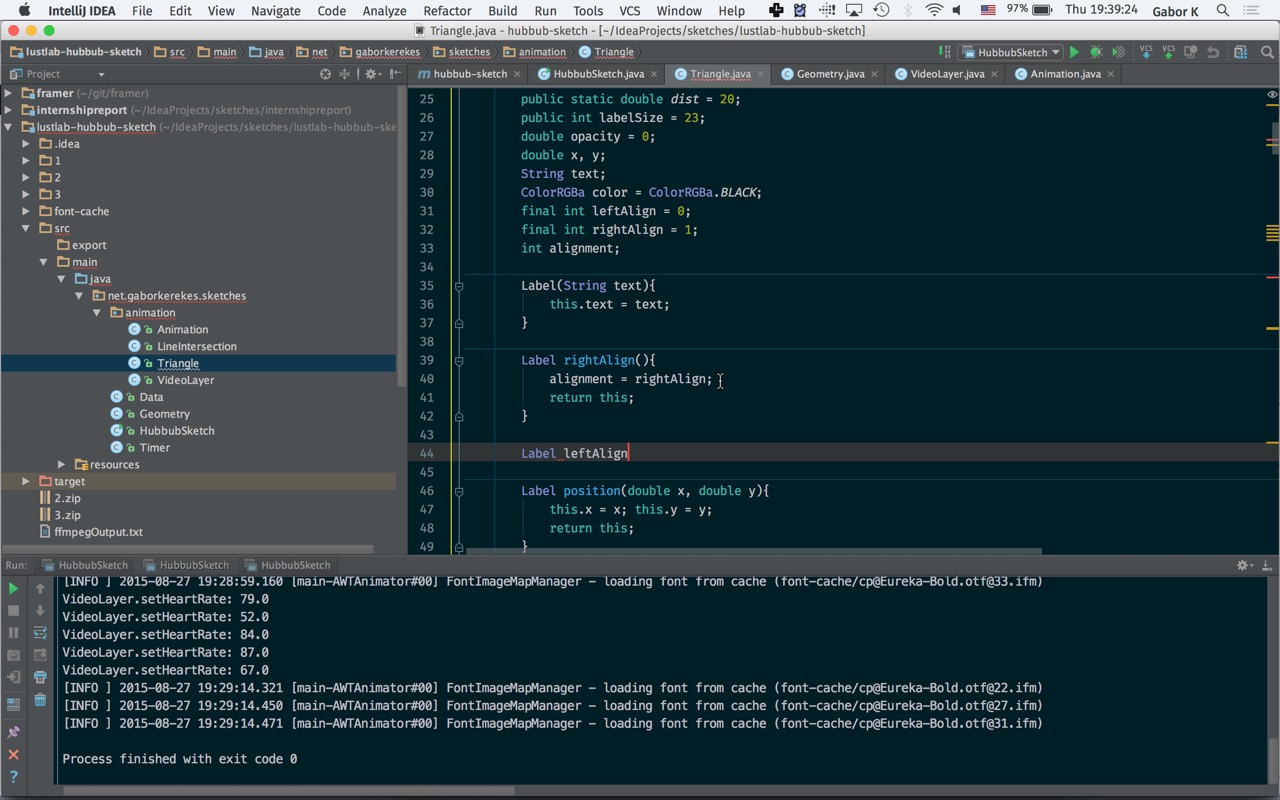 IntelliJ IDEA File Edit View Navigate Code Analyze Refactor Build Run Tools VCS Window Help 97% Thu 19:39:24 Gabor K
Triangle.java - hubbub-sketch - [~/IdeaProjects/sketches/lustlab-hubbub-sketch]
lustlab-hubbub-sketch src main java net gaborkerekes sketches animation Triangle HubbubSketch VCS VCS
Project
hubbub-sketch HubbubSketch.java Triangle.java Geometry.java VideoLayer.java Animation.java
framer (~/git/framer)
internshipreport (~/IdeaProjects/sketches/internshipreport)
lustlab-hubbub-sketch (~/IdeaProjects/sketches/lustlab-hubbub-ske
.idea
1
2
3
font-cache
src
export
main
java
net.gaborkerekes.sketches
animation
Animation
LineIntersection
Triangle
VideoLayer
Data
Geometry
HubbubSketch
Timer
resources
target
2.zip
3.zip
ffmpegOutput.txt
25 public static double dist = 20;
26 public int labelSize = 23;
27 double opacity = 0;
28 double x, y;
29 String text;
30 ColorRGBa color = ColorRGBa.BLACK;
31 final int leftAlign = 0;
32 final int rightAlign = 1;
33 int alignment;
34
35 Label(String text){
36 this.text = text;
37 }
38
39 Label rightAlign(){
40 alignment = rightAlign;
41 return this;
42 }
43
44 Label leftAlign
45
46 Label position(double x, double y){
47 this.x = x; this.y = y;
48 return this;
49 }
Run: HubbubSketch HubbubSketch HubbubSketch
[INFO ] 2015-08-27 19:28:59.160 [main-AWTAnimator#00] FontImageMapManager - loading font from cache (font-cache/cp@Eureka-Bold.otf@33.ifm)
VideoLayer.setHeartRate: 79.0
VideoLayer.setHeartRate: 52.0
VideoLayer.setHeartRate: 84.0
VideoLayer.setHeartRate: 87.0
VideoLayer.setHeartRate: 67.0
[INFO ] 2015-08-27 19:29:14.321 [main-AWTAnimator#00] FontImageMapManager - loading font from cache (font-cache/cp@Eureka-Bold.otf@22.ifm)
[INFO ] 2015-08-27 19:29:14.450 [main-AWTAnimator#00] FontImageMapManager - loading font from cache (font-cache/cp@Eureka-Bold.otf@27.ifm)
[INFO ] 2015-08-27 19:29:14.471 [main-AWTAnimator#00] FontImageMapManager - loading font from cache (font-cache/cp@Eureka-Bold.otf@31.ifm)
Process finished with exit code 0